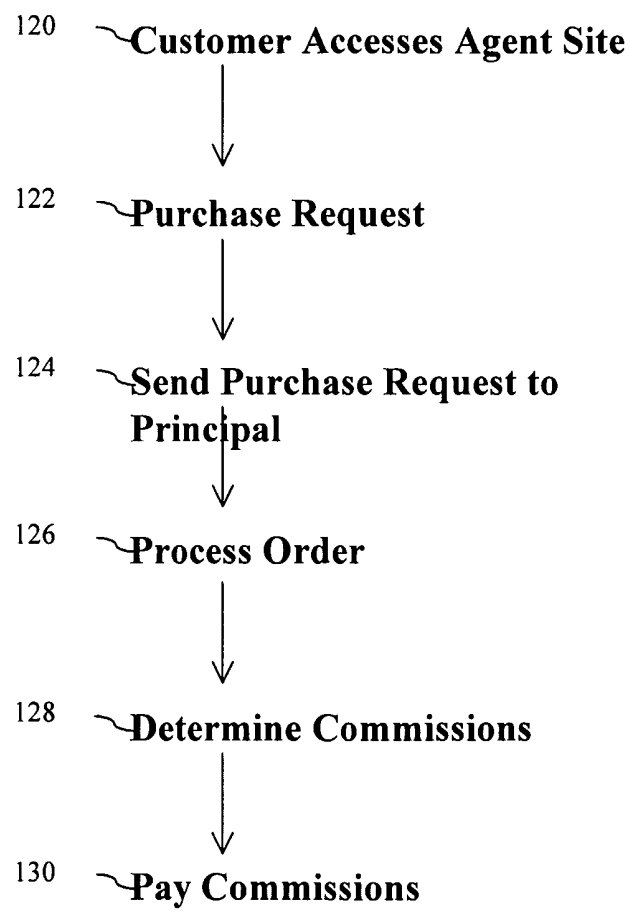 120 Customer Accesses Agent Site
122 Purchase Request
124 Send Purchase Request to
Principal
126 Process Order
128 Determine Commissions
130 Pay Commissions